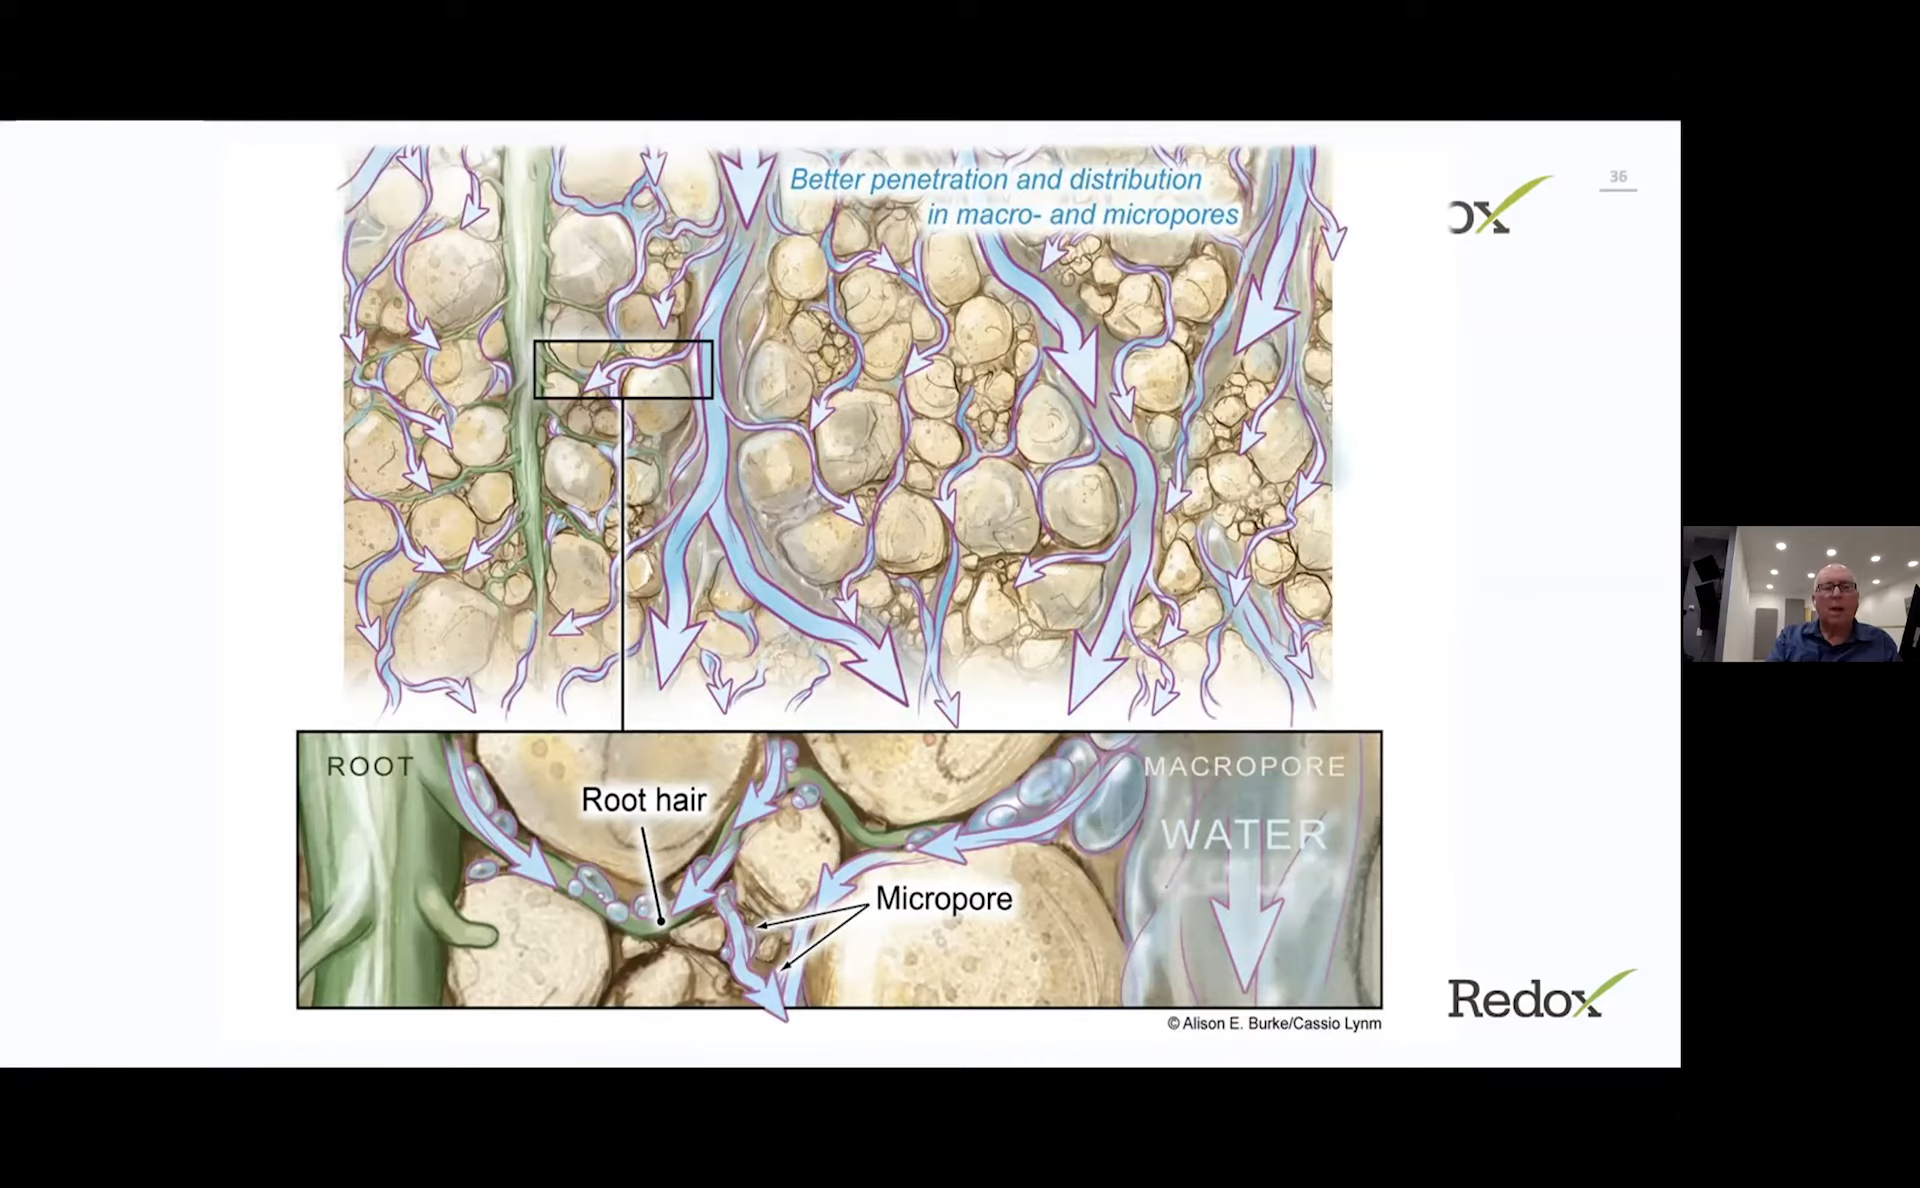 Better penetration and distribution
in macro- and micropores
36
ox
ROOT
Root hair
Micropore
MACROPORE
WATER
Redox
© Alison E. Burke/Cassio Lynm